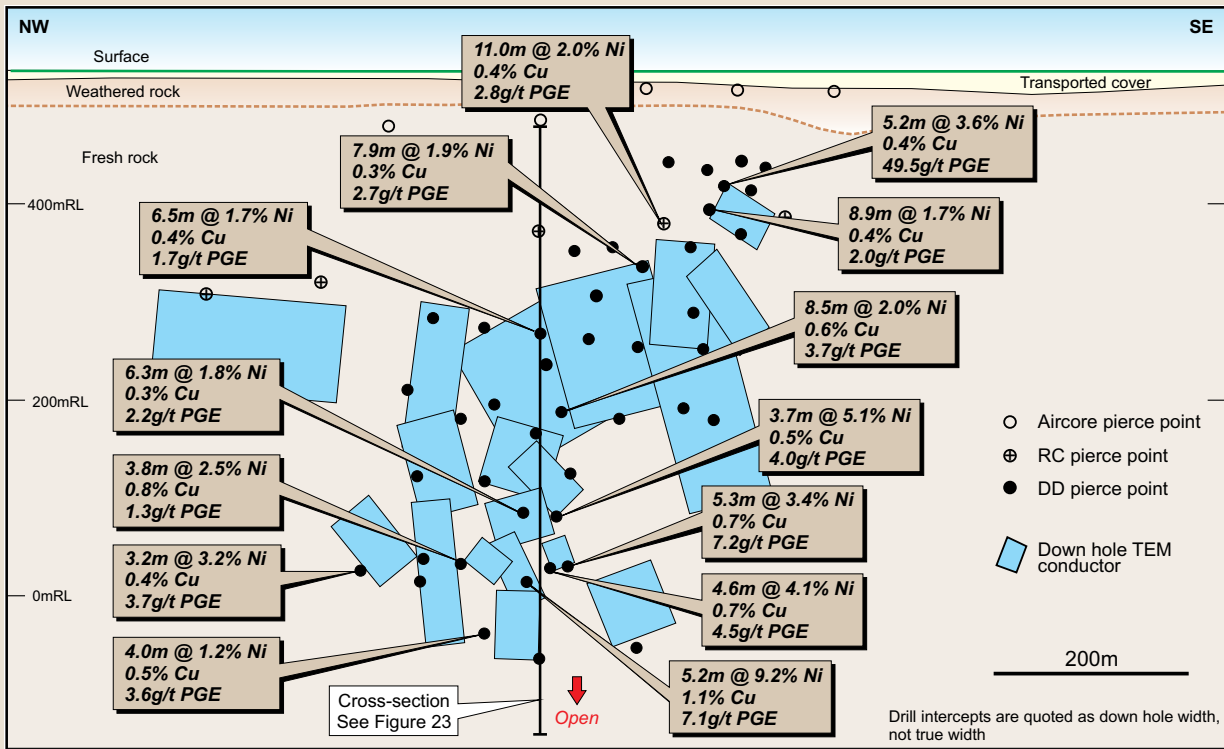 NW
SE
Surface
Transported cover
Weathered rock
Fresh rock
11.0m @ 2.0% Ni
0.4% Cu
2.8g/t PGE
7.9m @ 1.9% Ni
0.3% Cu
2.7g/t PGE
5.2m @ 3.6% Ni
0.4% Cu
49.5g/t PGE
400mRL
6.5m @ 1.7% Ni
0.4% Cu
1.7g/t PGE
8.9m @ 1.7% Ni
0.4% Cu
2.0g/t PGE
8.5m @ 2.0% Ni
0.6% Cu
3.7g/t PGE
6.3m @ 1.8% Ni
0.3% Cu
2.2g/t PGE
200mRL
3.7m @ 5.1% Ni
0.5% Cu
4.0g/t PGE
3.8m @ 2.5% Ni
0.8% Cu
1.3g/t PGE
5.3m @ 3.4% Ni
0.7% Cu
7.2g/t PGE
3.2m @ 3.2% Ni
0.4% Cu
3.7g/t PGE
0mRL
4.6m @ 4.1% Ni
0.7% Cu
4.5g/t PGE
4.0m @ 1.2% Ni
0.5% Cu
3.6g/t PGE
5.2m @ 9.2% Ni
1.1% Cu
7.1g/t PGE
Cross-section
See Figure 23
Open
Aircore pierce point
RC pierce point
DD pierce point
Down hole TEM
conductor
200m
Drill intercepts are quoted as down hole width,
not true width